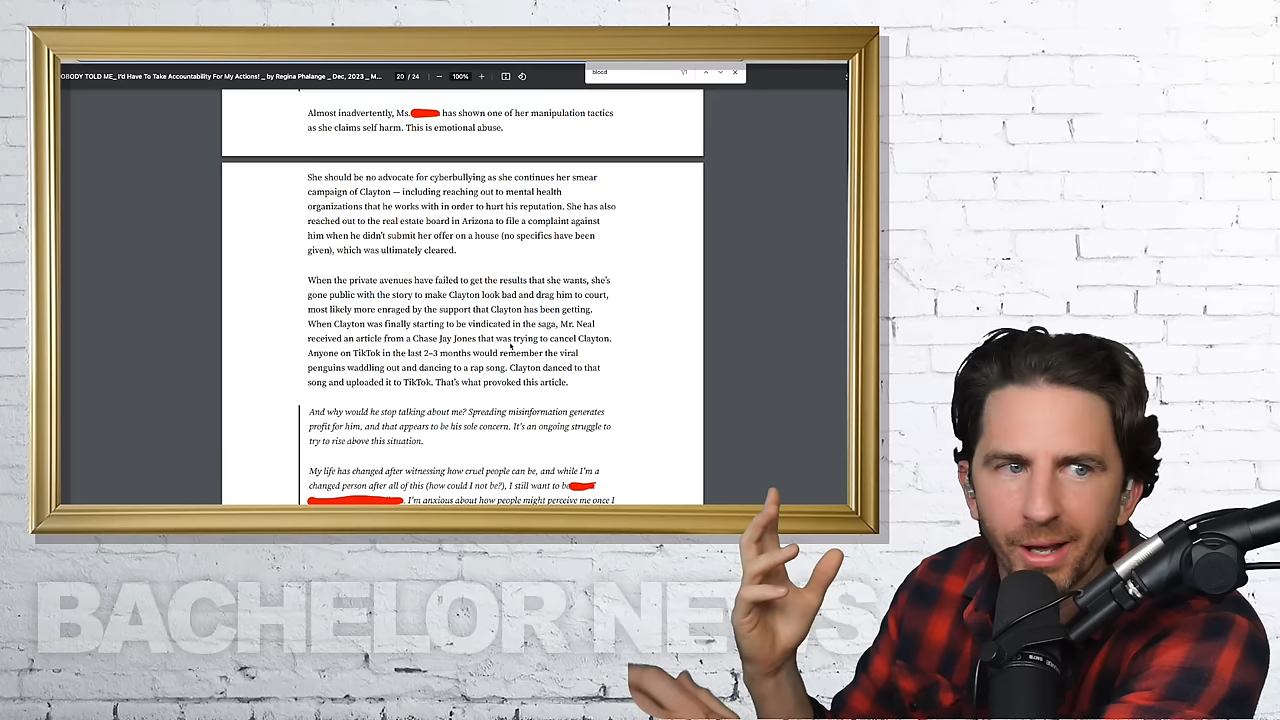 OBODY TOLD ME_ I'd Have To Take Accountability For My Actions! _ by Regina Phalange _ Dec, 2023 _ M...
20 / 24
100%
blood
Almost inadvertently, Ms. has shown one of her manipulation tactics
as she claims self harm. This is emotional abuse.
She should be no advocate for cyberbullying as she continues her smear
campaign of Clayton — including reaching out to mental health
organizations that he works with in order to hurt his reputation. She has also
reached out to the real estate board in Arizona to file a complaint against
him when he didn't submit her offer on a house (no specifics have been
given), which was ultimately cleared.
When the private avenues have failed to get the results that she wants, she's
gone public with the story to make Clayton look bad and drag him to court,
most likely more enraged by the support that Clayton has been getting.
When Clayton was finally starting to be vindicated in the saga, Mr. Neal
received an article from a Chase Jay Jones that was trying to cancel Clayton.
Anyone on TikTok in the last 2–3 months would remember the viral
penguins waddling out and dancing to a rap song. Clayton danced to that
song and uploaded it to TikTok. That's what provoked this article.
And why would he stop talking about me? Spreading misinformation generates
profit for him, and that appears to be his sole concern. It's an ongoing struggle to
try to rise above this situation.
My life has changed after witnessing how cruel people can be, and while I'm a
changed person after all of this (how could I not be?), I still want to be
. I'm anxious about how people might perceive me once I
BACHELOR NEWS